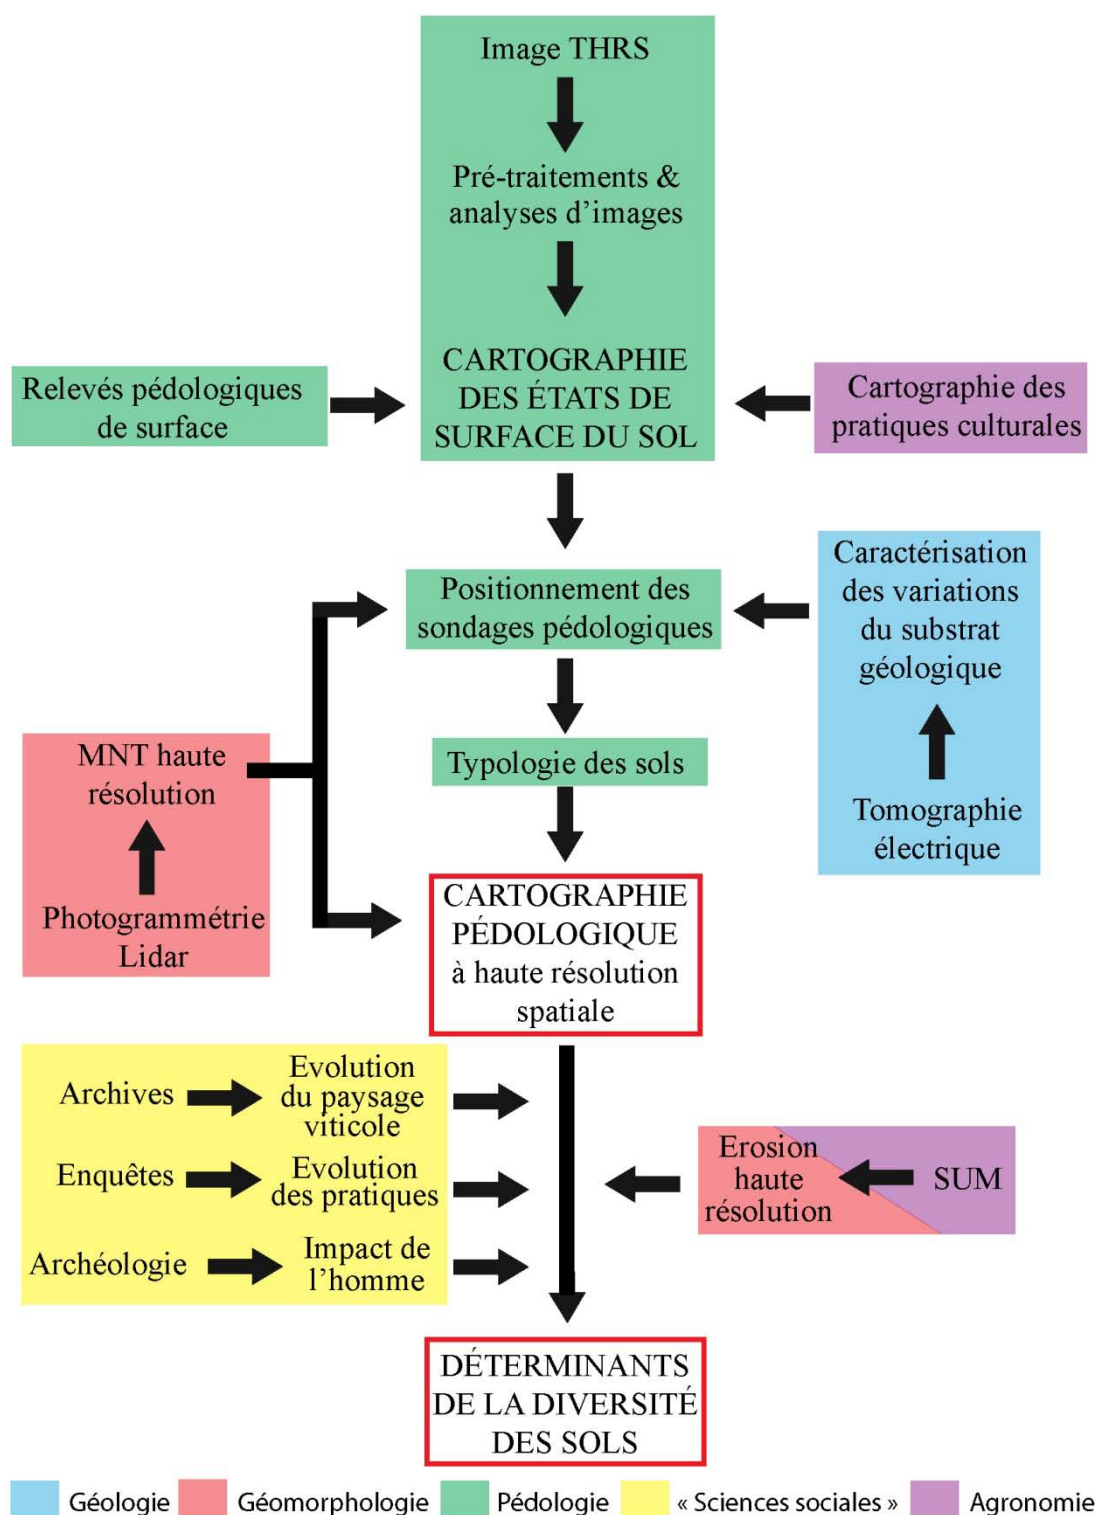 Image THRS
Pré-traitements &
analyses d’images
CARTOGRAPHIE
DES ÉTATS DE
SURFACE DU SOL
Relevés pédologiques
de surface
Cartographie des
pratiques culturales
Positionnement des
sondages pédologiques
Caractérisation
des variations
du substrat
géologique
Tomographie
électrique
Typologie des sols
MNT haute
résolution
Photogrammétrie
Lidar
CARTOGRAPHIE
PÉDOLOGIQUE
à haute résolution
spatiale
Archives
Evolution
du paysage
viticole
Enquêtes
Evolution
des pratiques
Archéologie
Impact de
l’homme
Erosion
haute
résolution
SUM
DÉTERMINANTS
DE LA DIVERSITÉ
DES SOLS
Géologie
Géomorphologie
Pédologie
« Sciences sociales »
Agronomie